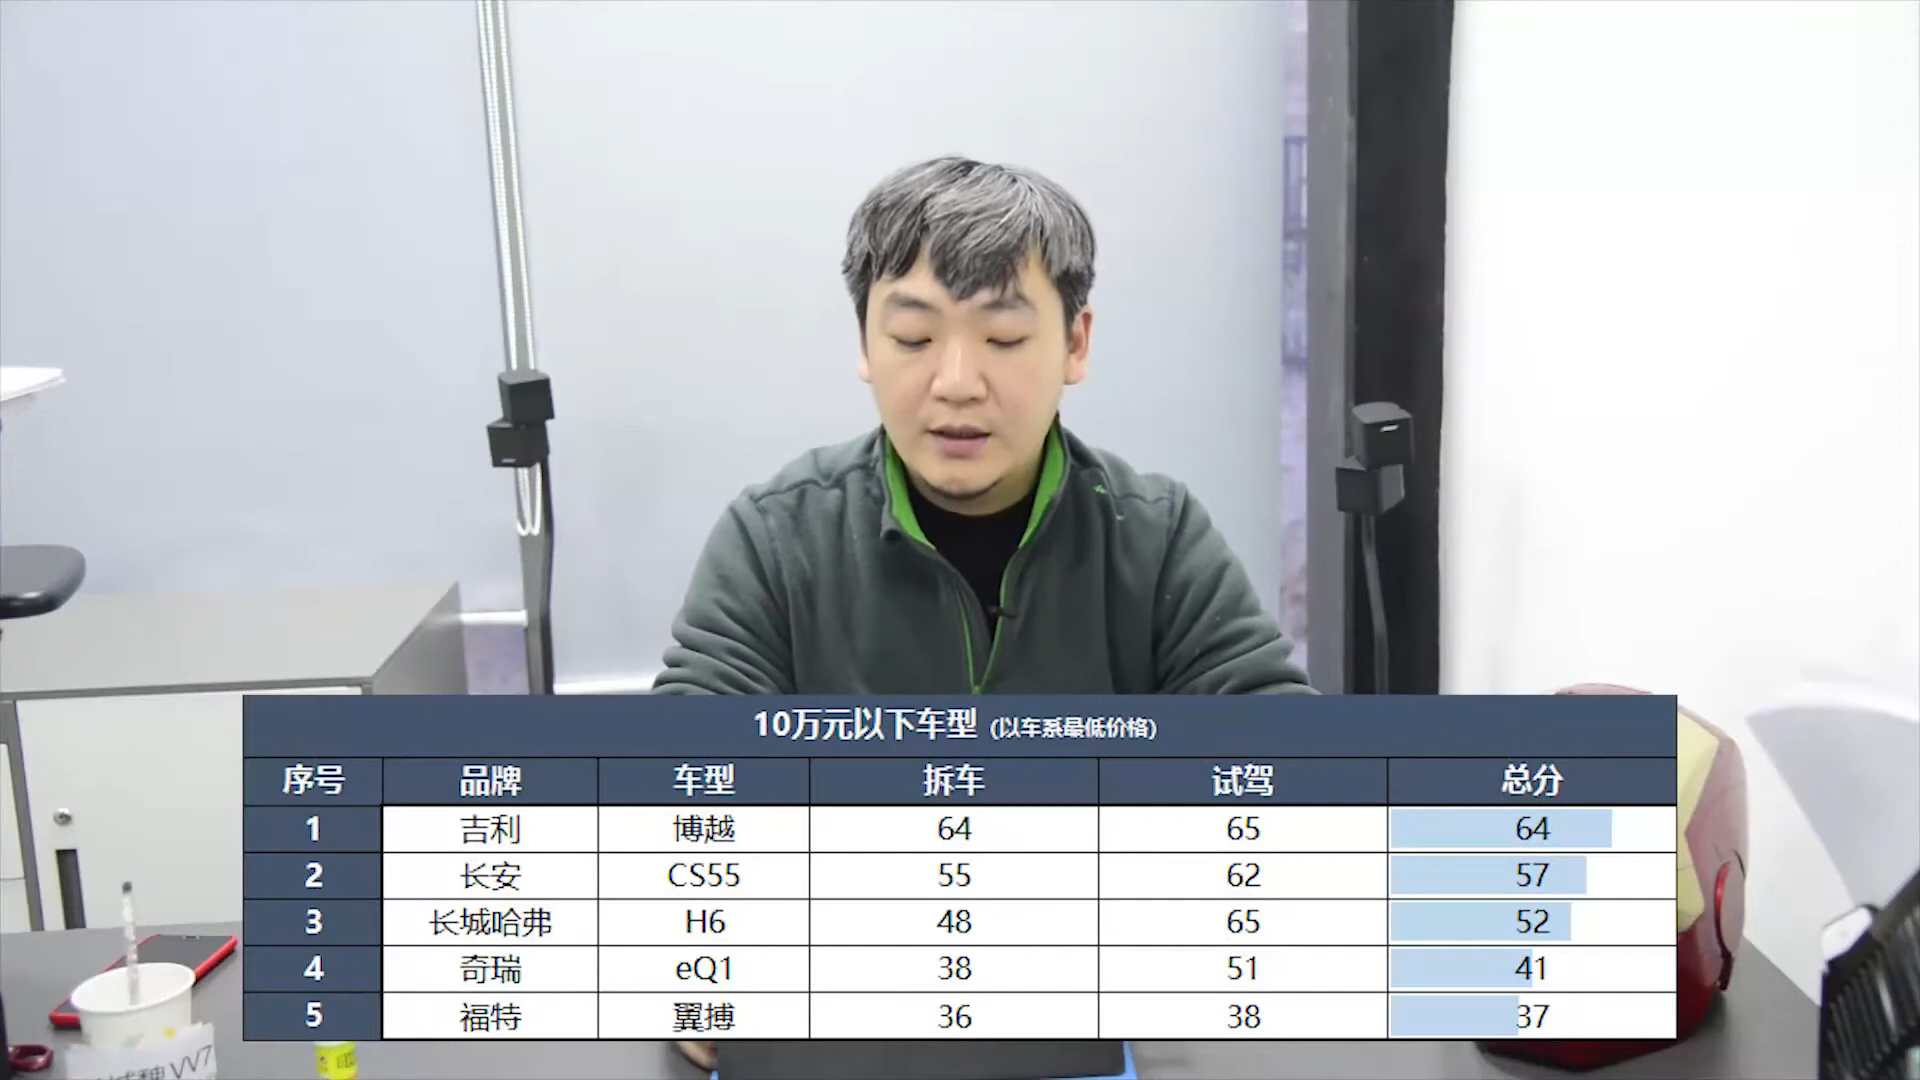 10万元以下车型 (以车系最低价格)
序号 品牌 车型 拆车 试驾 总分
1 吉利 博越 64 65 64
2 长安 CS55 55 62 57
3 长城哈弗 H6 48 65 52
4 奇瑞 eQ1 38 51 41
5 福特 翼搏 36 38 37
VV7